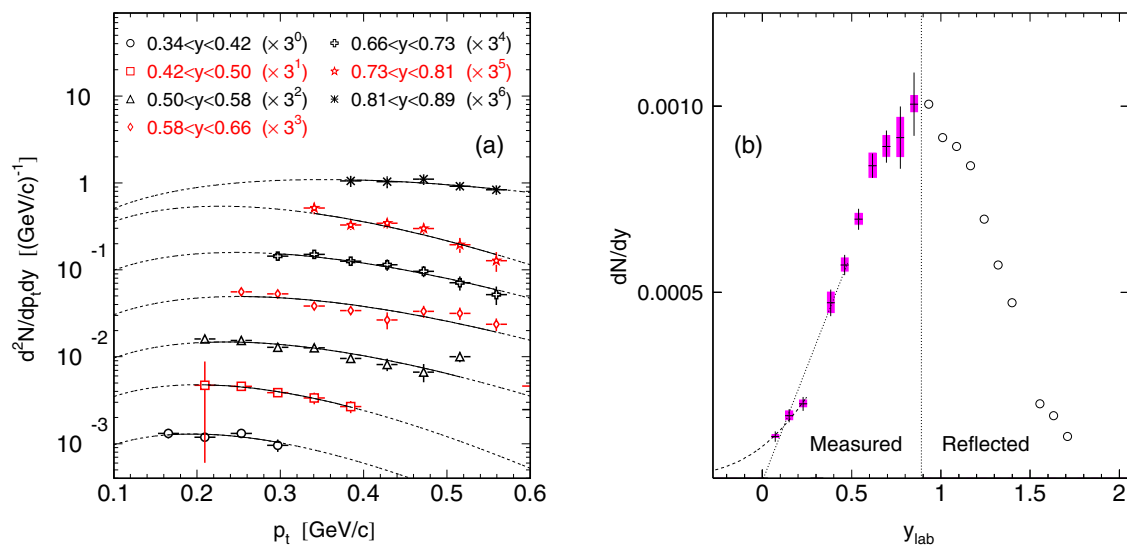 0.34<y<0.42 (× 3^0)
0.42<y<0.50 (× 3^1)
0.50<y<0.58 (× 3^2)
0.58<y<0.66 (× 3^3)
0.66<y<0.73 (× 3^4)
0.73<y<0.81 (× 3^5)
0.81<y<0.89 (× 3^6)
(a)
d^2N/dp_tdy [(GeV/c)^-1]
10
1
10^-1
10^-2
10^-3
0.1 0.2 0.3 0.4 0.5 0.6
p_t [GeV/c]
(b)
dN/dy
0.0010
0.0005
Measured Reflected
0 0.5 1 1.5 2
y_lab